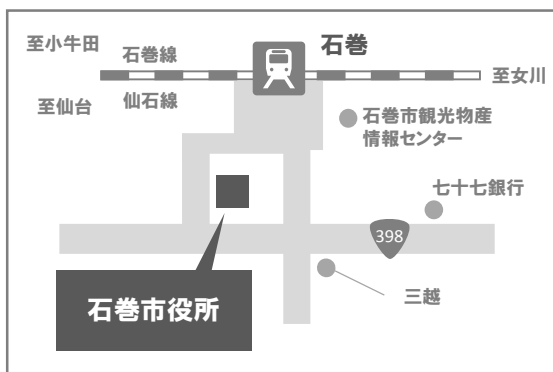 至小牛田
石巻線
石巻
至女川
至仙台
仙石線
石巻市観光物産
情報センター
七十七銀行
398
三越
石巻市役所